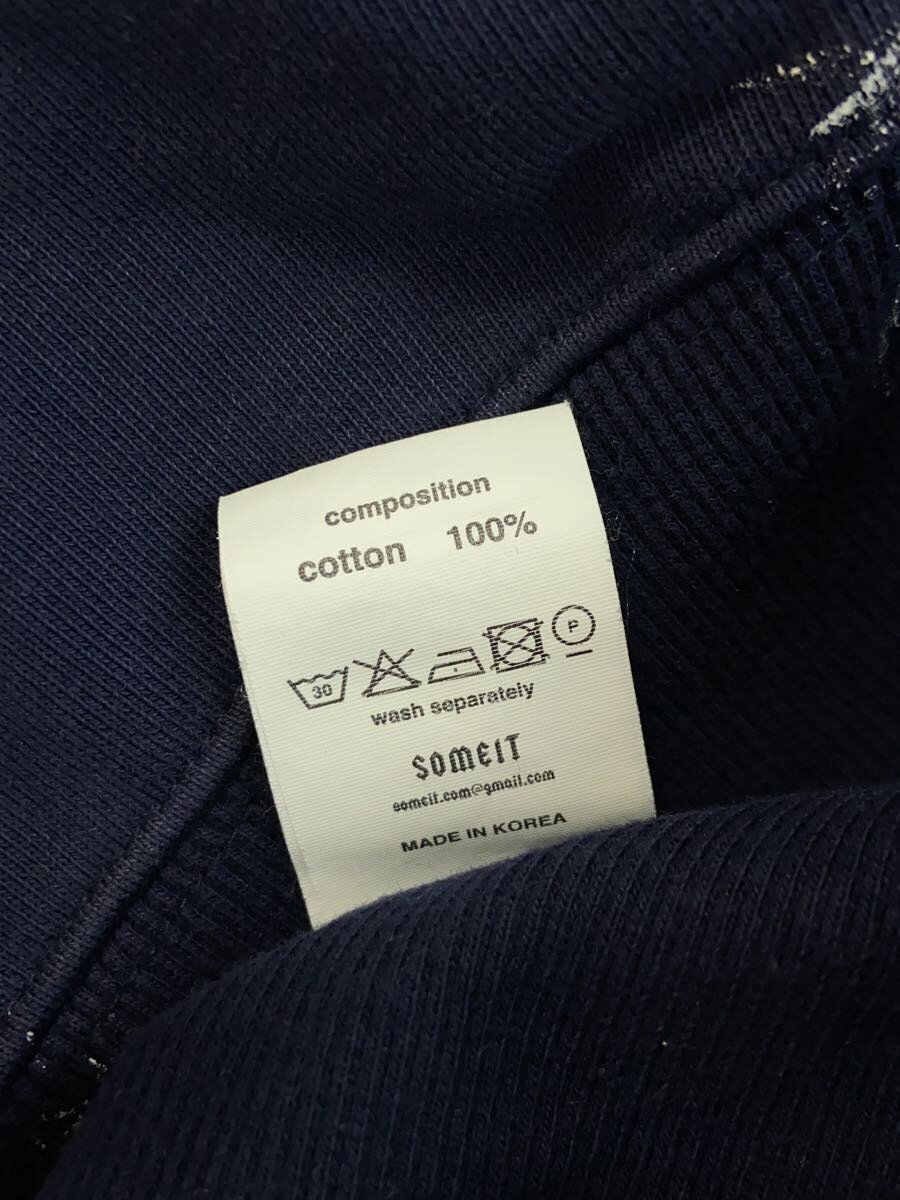 composition
cotton 100%
30 P
wash separately
SOMEIT
someit.com@gmail.com
MADE IN KOREA